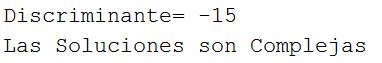 Discriminante= -15
Las Soluciones son Complejas